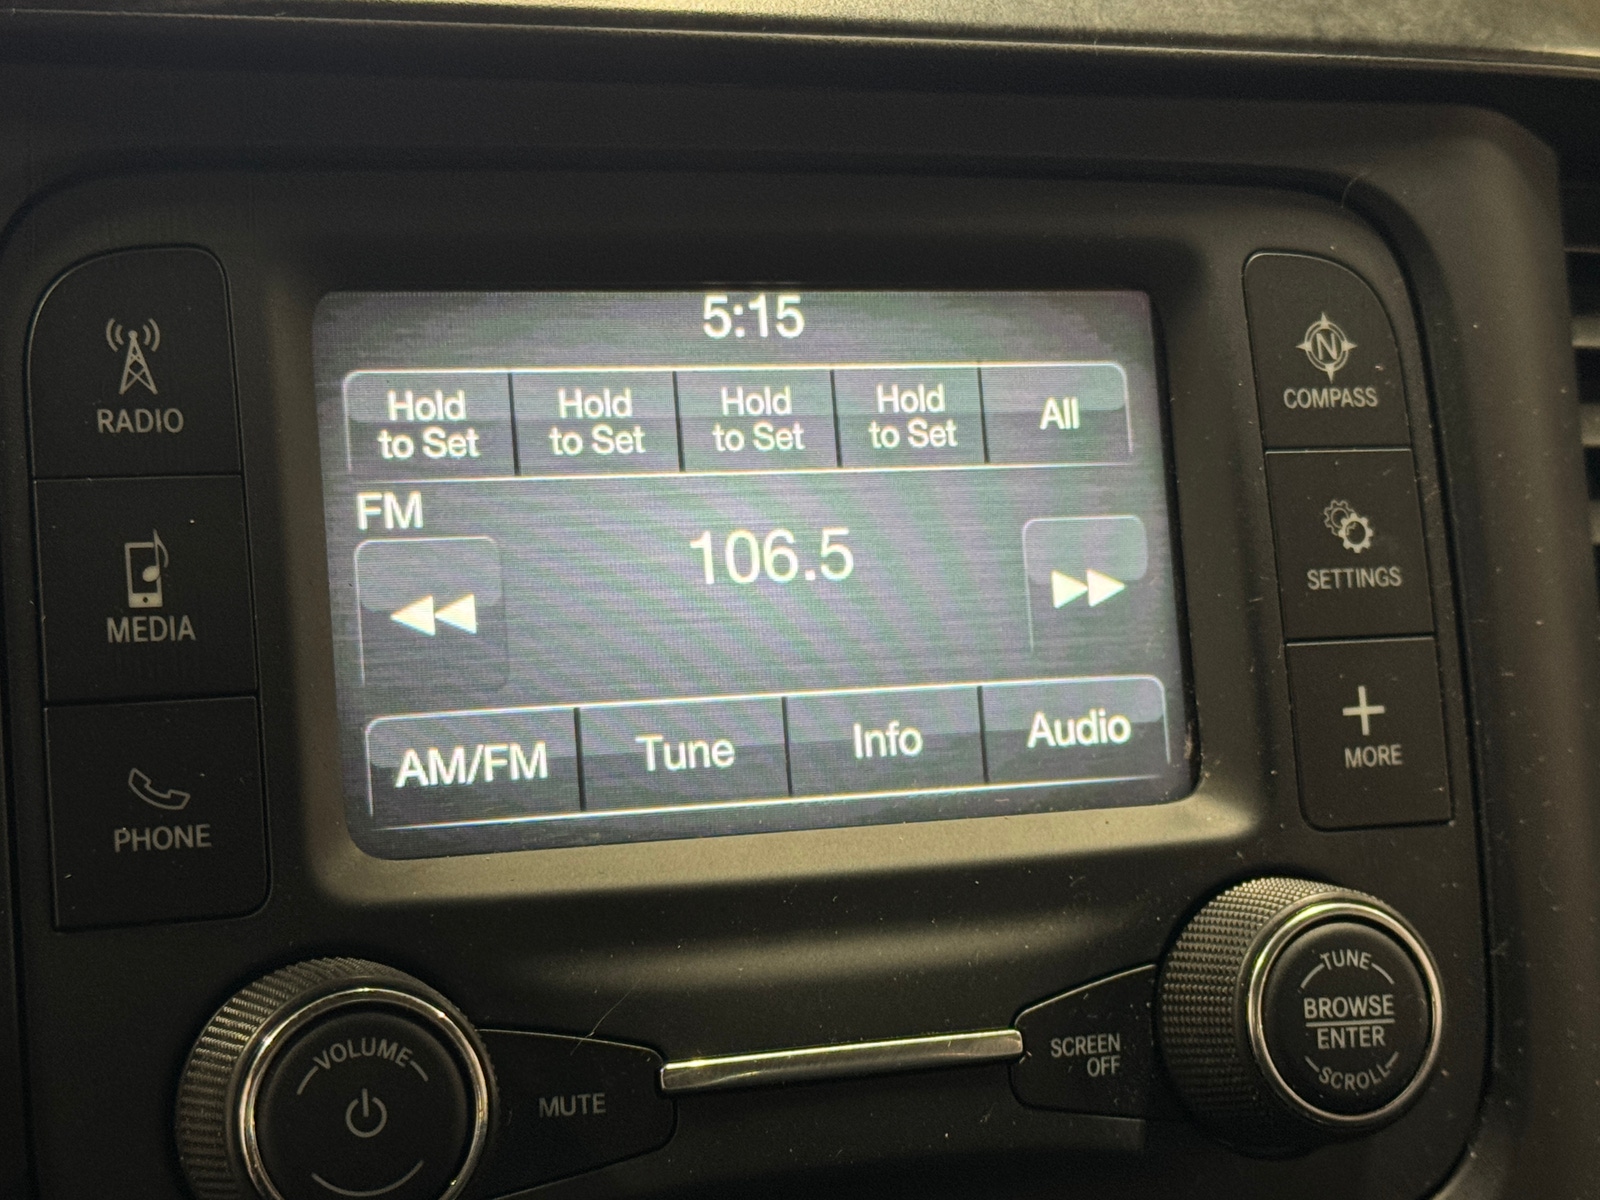 5:15
Hold to Set
Hold to Set
Hold to Set
Hold to Set
All
FM
106.5
AM/FM
Tune
Info
Audio
RADIO
MEDIA
PHONE
N
COMPASS
SETTINGS
MORE
VOLUME
MUTE
SCREEN
OFF
TUNE
BROWSE
ENTER
SCROLL